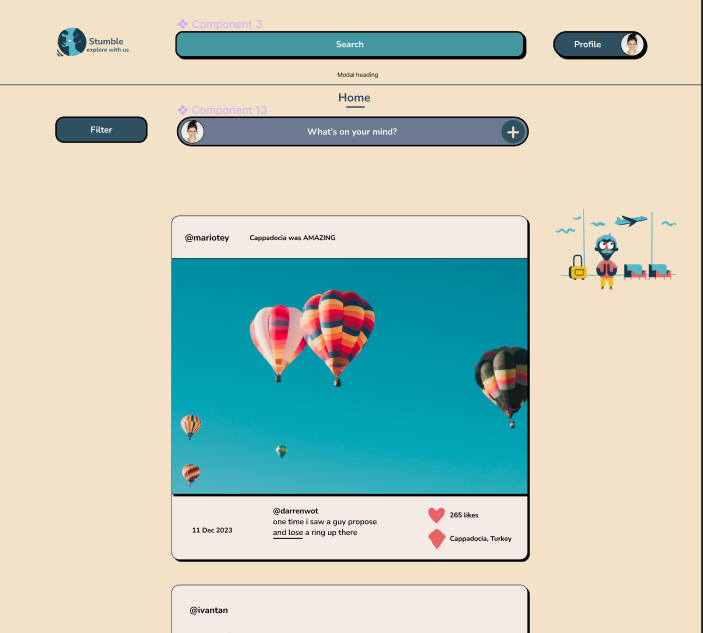 Component 3
Stumble
explore with us
Search
Profile
Modal heading
Home
Component 13
Filter
What's on your mind?
@mariotey
Cappadocia was AMAZING
@darrenwot
one time i saw a guy propose
and lose a ring up there
11 Dec 2023
265 likes
Cappadocia, Turkey
@ivantan